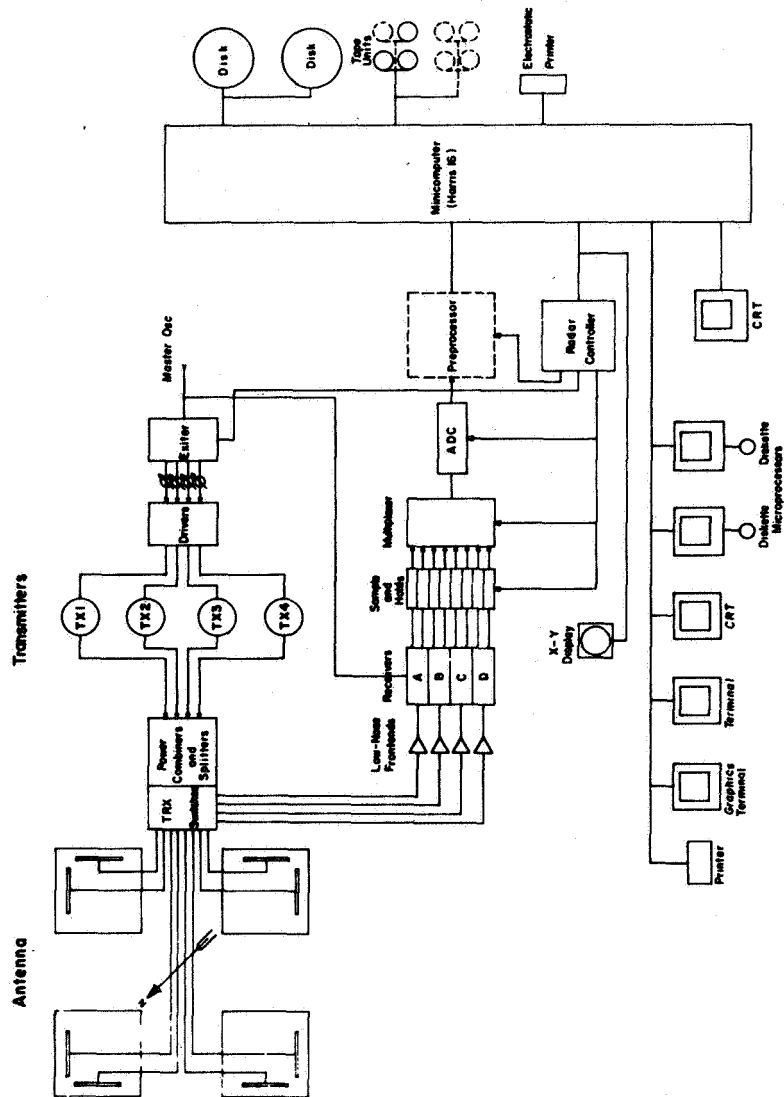 Antenna
Transmitters
TRX
Switches
Power
Combiners
and
Splitters
TX1
TX2
TX3
TX4
Drivers
Exiter
Master Osc
Low-Nose
Frontends
Receivers
A
B
C
D
Sample
and
Holds
Multiplexer
ADC
Preprocessor
Radar
Controller
X-Y
Display
Minicomputer
(Harris 16)
Disk
Disk
Tape
Units
Electrostatic
Printer
Printer
Graphics
Terminal
Terminal
CRT
Diskette
Diskette
Microprocessors
CRT